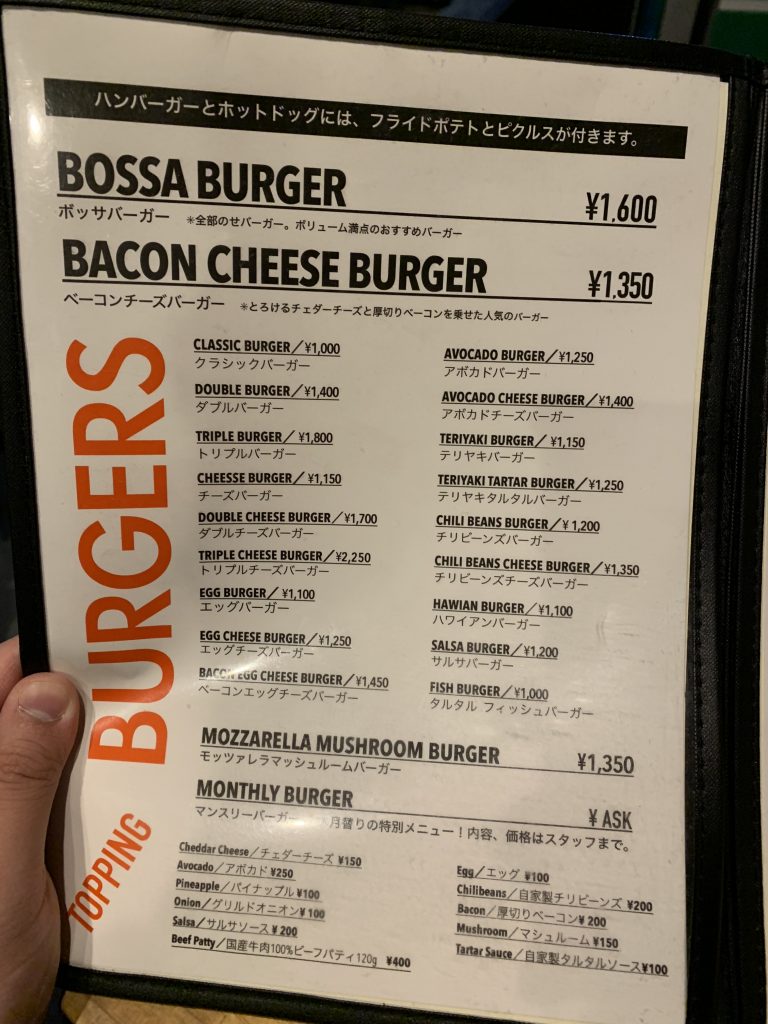 ハンバーガーとホットドッグには、フライドポテトとピクルスが付きます。
BOSSA BURGER ¥1,600
ボッサバーガー ※全部のせバーガー。ボリューム満点のおすすめバーガー
BACON CHEESE BURGER ¥1,350
ベーコンチーズバーガー ※とろけるチェダーチーズと厚切りベーコンを乗せた人気のバーガー
BURGERS
CLASSIC BURGER／¥1,000
クラシックバーガー
DOUBLE BURGER／¥1,400
ダブルバーガー
TRIPLE BURGER／¥1,800
トリプルバーガー
CHEESSE BURGER／¥1,150
チーズバーガー
DOUBLE CHEESE BURGER／¥1,700
ダブルチーズバーガー
TRIPLE CHEESE BURGER／¥2,250
トリプルチーズバーガー
EGG BURGER／¥1,100
エッグバーガー
EGG CHEESE BURGER／¥1,250
エッグチーズバーガー
BACON EGG CHEESE BURGER／¥1,450
ベーコンエッグチーズバーガー
AVOCADO BURGER／¥1,250
アボカドバーガー
AVOCADO CHEESE BURGER／¥1,400
アボカドチーズバーガー
TERIYAKI BURGER／¥1,150
テリヤキバーガー
TERIYAKI TARTAR BURGER／¥1,250
テリヤキタルタルバーガー
CHILI BEANS BURGER／¥1,200
チリビーンズバーガー
CHILI BEANS CHEESE BURGER／¥1,350
チリビーンズチーズバーガー
HAWIAN BURGER／¥1,100
ハワイアンバーガー
SALSA BURGER／¥1,200
サルサバーガー
FISH BURGER／¥1,000
タルタル フィッシュバーガー
MOZZARELLA MUSHROOM BURGER ¥1,350
モッツァレラマッシュルームバーガー
MONTHLY BURGER ¥ ASK
マンスリーバーガー 月替りの特別メニュー！内容、価格はスタッフまで。
TOPPING
Cheddar Cheese／チェダーチーズ ¥150
Avocado／アボカド ¥250
Pineapple／パイナップル ¥100
Onion／グリルドオニオン ¥100
Salsa／サルサソース ¥200
Beef Patty／国産牛肉100%ビーフパティ120g ¥400
Egg／エッグ ¥100
Chilibeans／自家製チリビーンズ ¥200
Bacon／厚切りベーコン ¥200
Mushroom／マシュルーム ¥150
Tartar Sauce／自家製タルタルソース ¥100